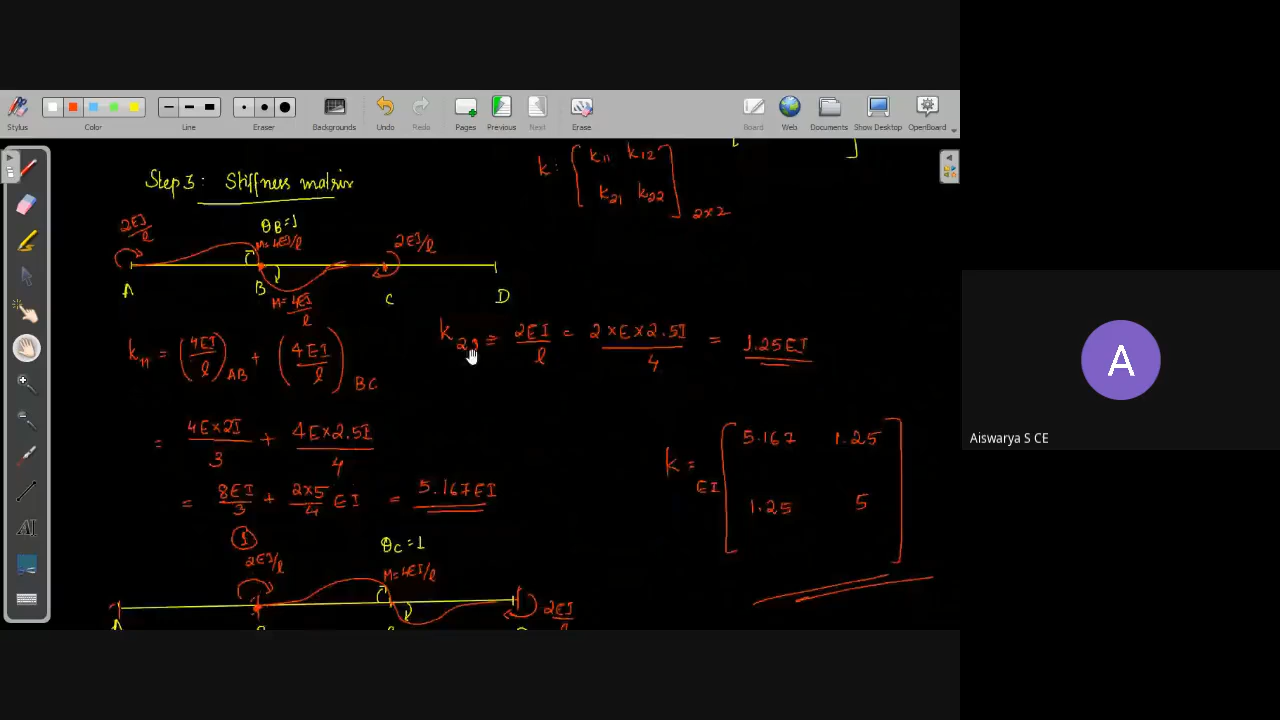 Stylus Color Line Eraser Backgrounds Undo Redo Pages Previous Next Erase Board Web Documents Show Desktop OpenBoard
Step 3: Stiffness matrix
k: [ k11 k12
k21 k22 ] 2×2
2EI/l
θB=1
M=4EI/l
2EI/l
A B C D
M=4EI/l
k11 = (4EI/l)AB + (4EI/l)BC
k21 = 2EI/l = 2×E×2.5I/4 = 1.25EI
= 4E×2I/3 + 4E×2.5I/4
= 8EI/3 + 2×5/4 EI = 5.167EI
k = EI [ 5.167 1.25
1.25 5 ]
1
2EI/l
θC=1
M=4EI/l
2EI/l
A
Aiswarya S CE